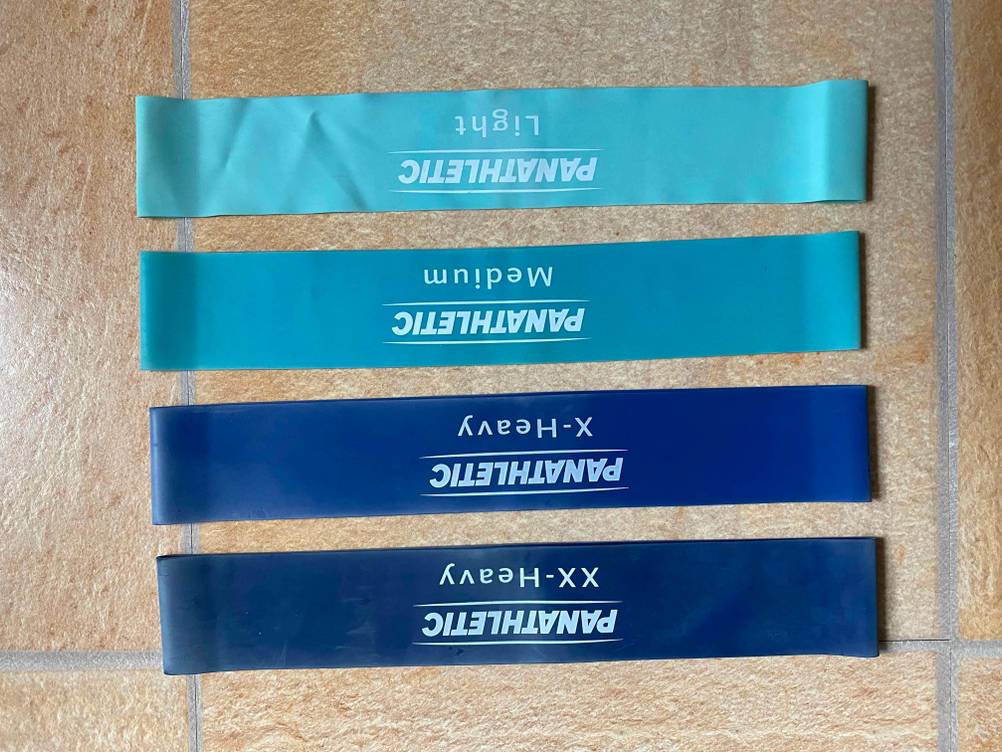 PANATHLETIC
XX-Heavy
PANATHLETIC
X-Heavy
PANATHLETIC
Medium
PANATHLETIC
Light